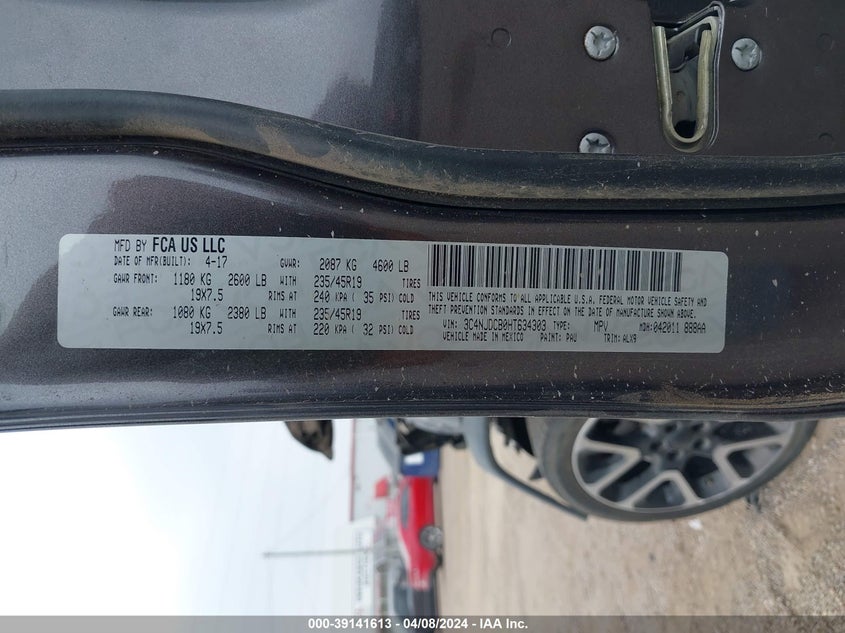 MFD BY FCA US LLC
DATE OF MFR(BUILT): 4-17 GVWR: 2087 KG 4600 LB
GAWR FRONT: 1180 KG 2600 LB WITH 235/45R19 TIRES
19X7.5 RIMS AT 240 KPA ( 35 PSI) COLD
GAWR REAR: 1080 KG 2380 LB WITH 235/45R19 TIRES
19X7.5 RIMS AT 220 KPA ( 32 PSI) COLD
THIS VEHICLE CONFORMS TO ALL APPLICABLE U.S.A. FEDERAL MOTOR VEHICLE SAFETY AND
THEFT PREVENTION STANDARDS IN EFFECT ON THE DATE OF MANUFACTURE SHOWN ABOVE.
VIN: 3C4NJDCB0HT634303 TYPE: MPV MDH: 042011 888AA
VEHICLE MADE IN MEXICO PAINT: PAU TRIM: ALX9
000-39141613 - 04/08/2024 - IAA Inc.